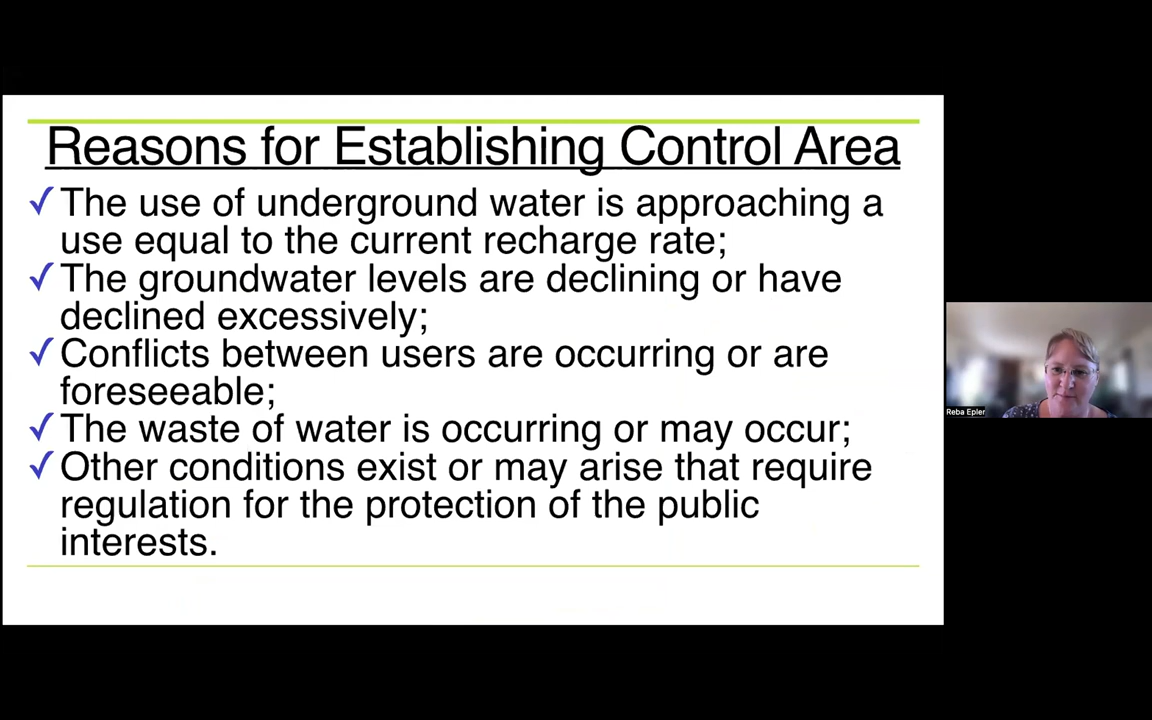 Reasons for Establishing Control Area
✓ The use of underground water is approaching a
use equal to the current recharge rate;
✓ The groundwater levels are declining or have
declined excessively;
✓ Conflicts between users are occurring or are
foreseeable;
✓ The waste of water is occurring or may occur;
✓ Other conditions exist or may arise that require
regulation for the protection of the public
interests.
Reba Epler